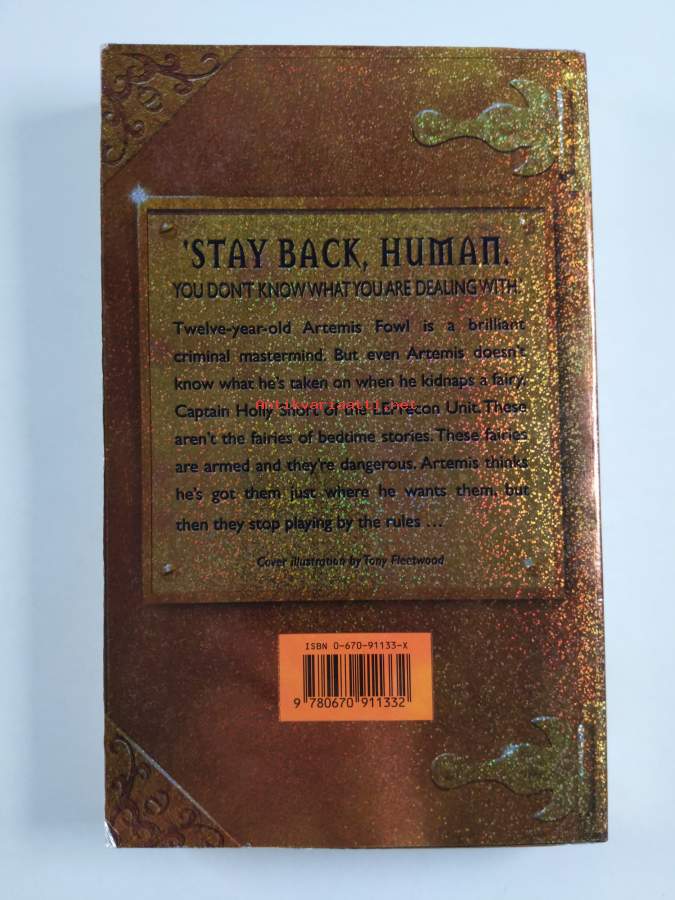 'STAY BACK, HUMAN.
YOU DON'T KNOW WHAT YOU ARE DEALING WITH.'
Twelve-year-old Artemis Fowl is a brilliant
criminal mastermind. But even Artemis doesn't
know what he's taken on when he kidnaps a fairy,
Antikvariaatti.net
Captain Holly Short of the LEPrecon Unit. These
aren't the fairies of bedtime stories. These fairies
are armed and they're dangerous. Artemis thinks
he's got them just where he wants them, but
then they stop playing by the rules ...
Cover illustration by Tony Fleetwood
ISBN 0-670-91133-X
9 780670 911332